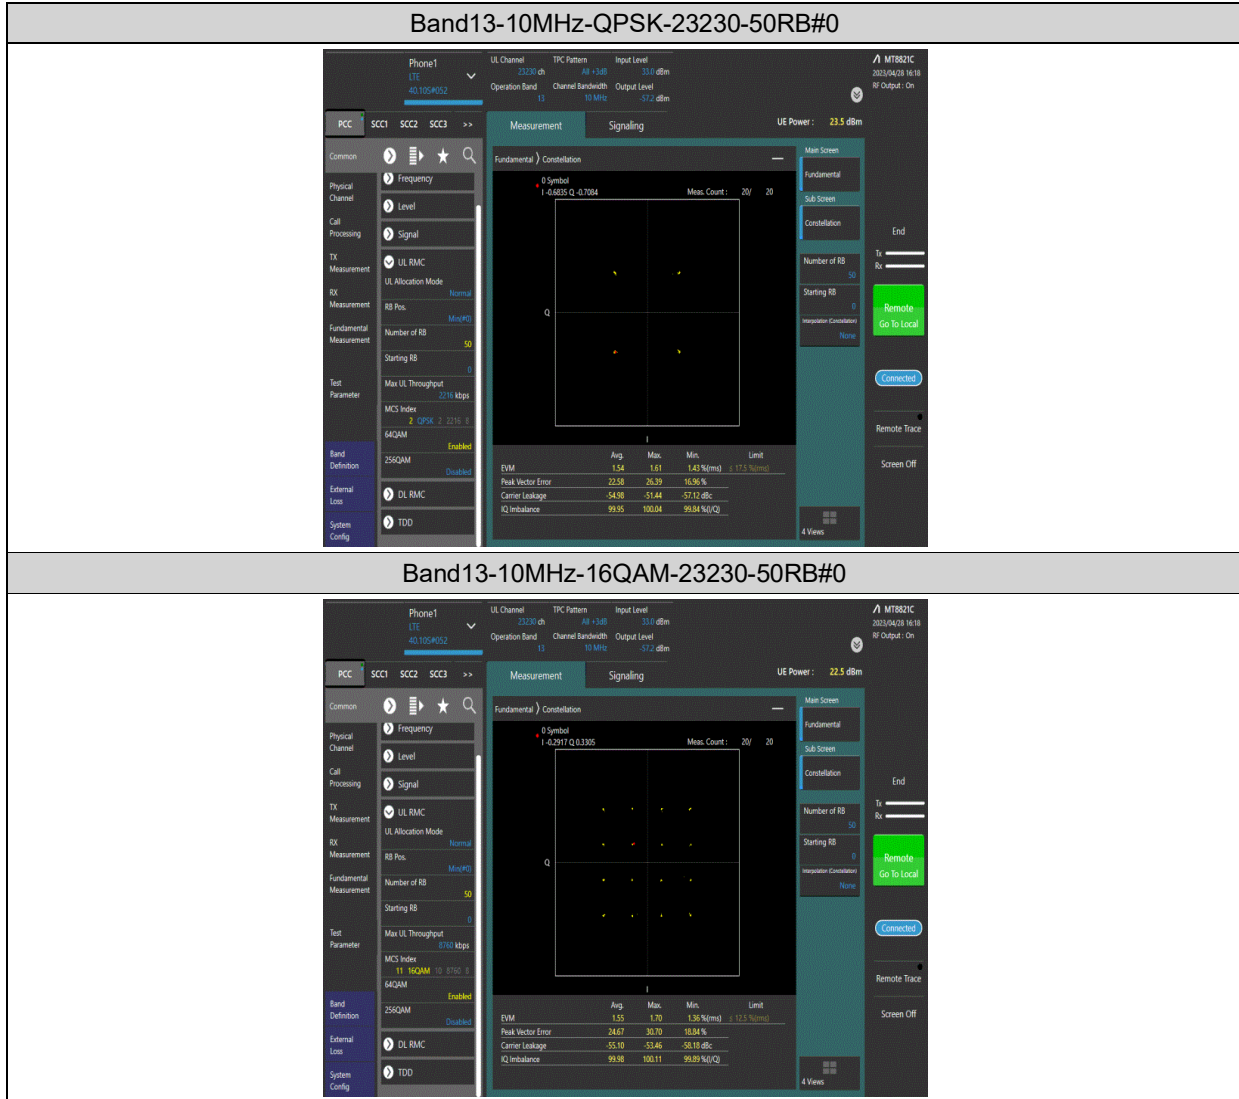 Band13-10MHz-QPSK-23230-50RB#0
Phone1
LTE
40.105#052
UL Channel TPC Pattern Input Level
23230 ch All +3dB 33.0 dBm
Operation Band Channel Bandwidth Output Level
13 10 MHz -57.2 dBm
MT8821C
2023/04/28 16:18
RF Output : On
PCC SCC1 SCC2 SCC3 >>
Measurement Signaling
UE Power : 23.5 dBm
Common
Physical Channel
Call Processing
TX Measurement
RX Measurement
Fundamental Measurement
Test Parameter
Band Definition
External Loss
System Config
Frequency
Level
Signal
UL RMC
UL Allocation Mode
Normal
RB Pos.
Min(#0)
Number of RB
50
Starting RB
0
Max UL Throughput
2216 kbps
MCS Index
2 QPSK 2 2216 8
64QAM
Enabled
256QAM
Disabled
DL RMC
TDD
Fundamental ⟩ Constellation
0 Symbol
I -0.6835 Q -0.7084 Meas. Count : 20/ 20
Q
I
Avg. Max. Min. Limit
EVM 1.54 1.61 1.43 %(rms) ≤ 17.5 %(rms)
Peak Vector Error 22.58 26.39 16.96 %
Carrier Leakage -54.98 -51.44 -57.12 dBc
IQ Imbalance 99.95 100.04 99.84 %(I/Q)
Main Screen
Fundamental
Sub Screen
Constellation
Number of RB
50
Starting RB
0
Interpolation (Constellation)
None
4 Views
End
Tx
Rx
Remote
Go To Local
Connected
Remote Trace
Screen Off
Band13-10MHz-16QAM-23230-50RB#0
Phone1
LTE
40.105#052
UL Channel TPC Pattern Input Level
23230 ch All +3dB 33.0 dBm
Operation Band Channel Bandwidth Output Level
13 10 MHz -57.2 dBm
MT8821C
2023/04/28 16:18
RF Output : On
PCC SCC1 SCC2 SCC3 >>
Measurement Signaling
UE Power : 22.5 dBm
Common
Physical Channel
Call Processing
TX Measurement
RX Measurement
Fundamental Measurement
Test Parameter
Band Definition
External Loss
System Config
Frequency
Level
Signal
UL RMC
UL Allocation Mode
Normal
RB Pos.
Min(#0)
Number of RB
50
Starting RB
0
Max UL Throughput
8760 kbps
MCS Index
11 16QAM 10 8760 8
64QAM
Enabled
256QAM
Disabled
DL RMC
TDD
Fundamental ⟩ Constellation
0 Symbol
I -0.2917 Q 0.3305 Meas. Count : 20/ 20
Q
I
Avg. Max. Min. Limit
EVM 1.55 1.70 1.36 %(rms) ≤ 12.5 %(rms)
Peak Vector Error 24.67 30.70 18.84 %
Carrier Leakage -55.10 -53.46 -58.18 dBc
IQ Imbalance 99.98 100.11 99.89 %(I/Q)
Main Screen
Fundamental
Sub Screen
Constellation
Number of RB
50
Starting RB
0
Interpolation (Constellation)
None
4 Views
End
Tx
Rx
Remote
Go To Local
Connected
Remote Trace
Screen Off